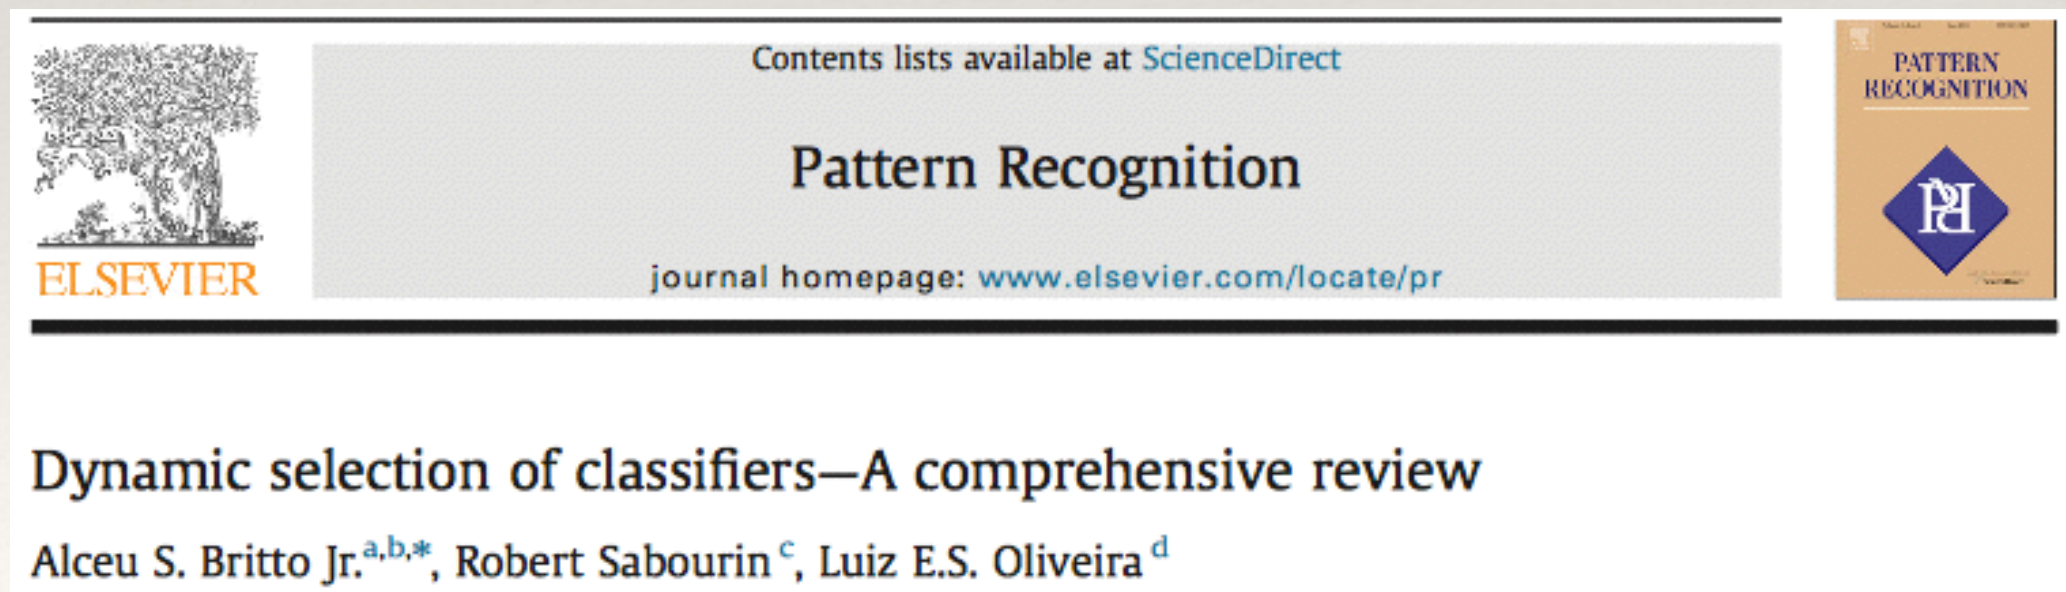 Contents lists available at ScienceDirect
Pattern Recognition
journal homepage: www.elsevier.com/locate/pr
ELSEVIER
PATTERN
RECOGNITION
Dynamic selection of classifiers—A comprehensive review
Alceu S. Britto Jr.a,b,*, Robert Sabourin c, Luiz E.S. Oliveira d